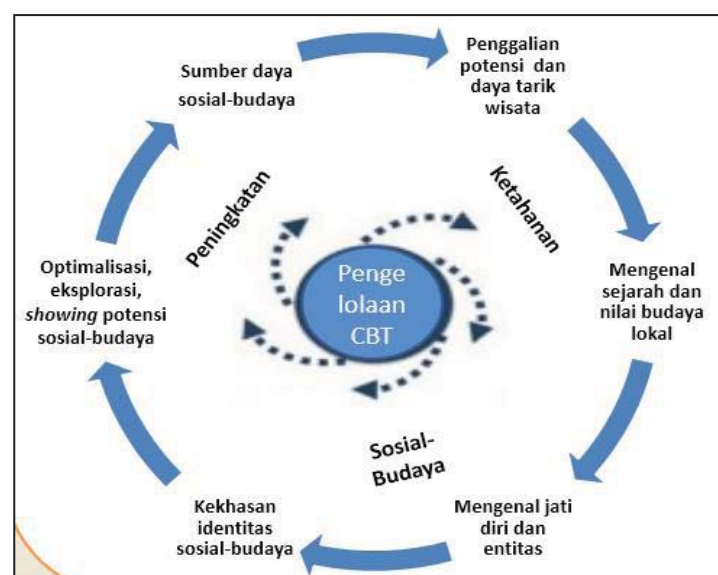 Sumber daya
sosial-budaya
Penggalian
potensi dan
daya tarik
wisata
Mengenal
sejarah dan
nilai budaya
lokal
Mengenal jati
diri dan
entitas
Kekhasan
identitas
sosial-budaya
Optimalisasi,
eksplorasi,
showing potensi
sosial-budaya
Peningkatan
Ketahanan
Sosial-
Budaya
Penge
lolaan
CBT